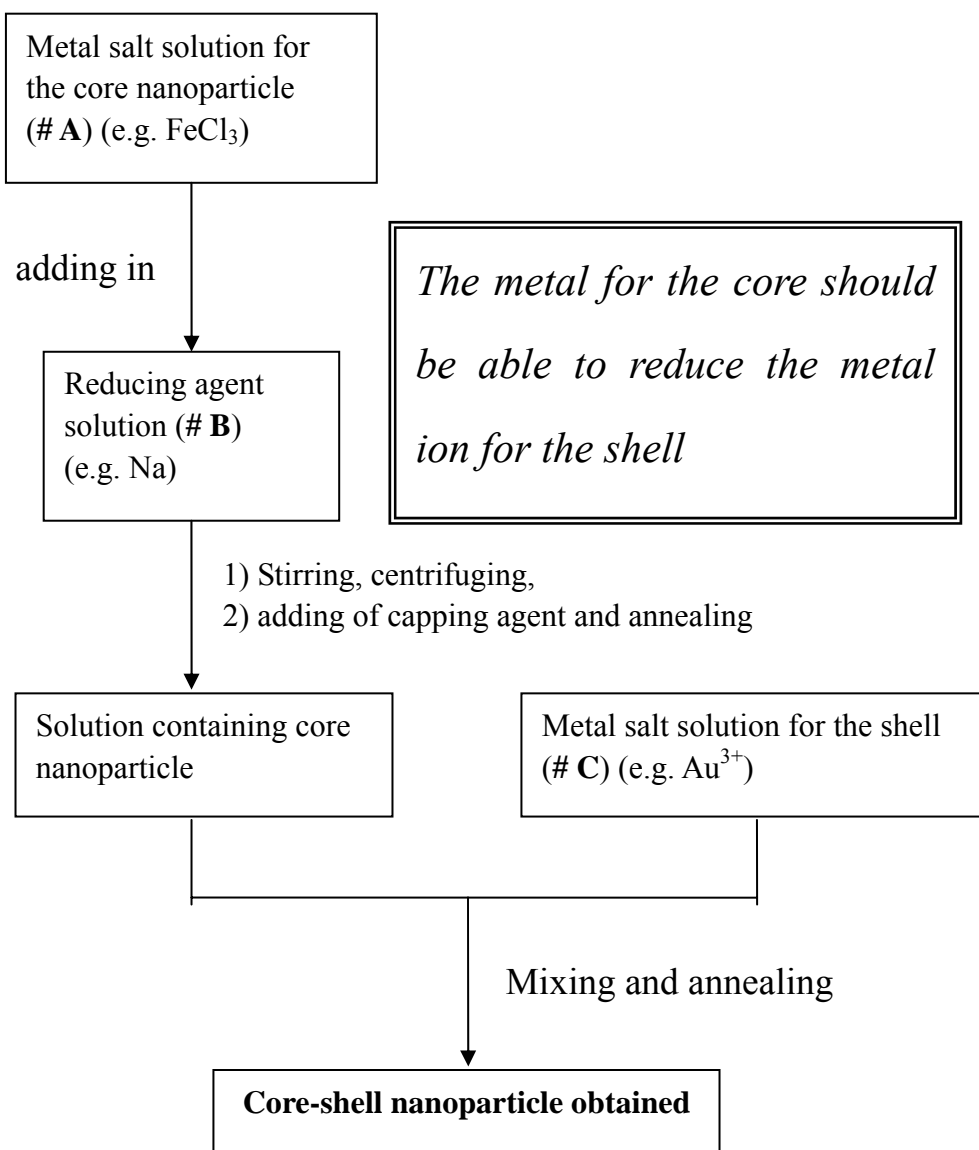 Metal salt solution for
the core nanoparticle
(# A) (e.g. FeCl₃)
adding in
The metal for the core should
be able to reduce the metal
ion for the shell
Reducing agent
solution (# B)
(e.g. Na)
1) Stirring, centrifuging,
2) adding of capping agent and annealing
Solution containing core
nanoparticle
Metal salt solution for the shell
(# C) (e.g. Au³⁺)
Mixing and annealing
Core-shell nanoparticle obtained